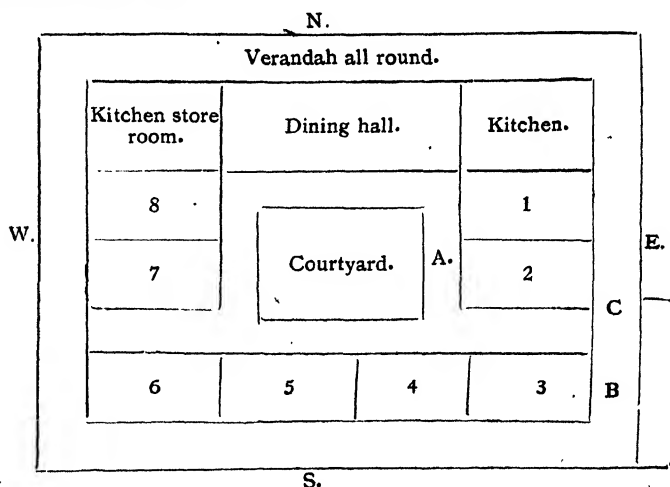 N.
Verandah all round.
Kitchen store
room.
Dining hall.
Kitchen.
8
1
W.
E.
Courtyard.
A.
7
2
C
6
5
4
3
B
S.